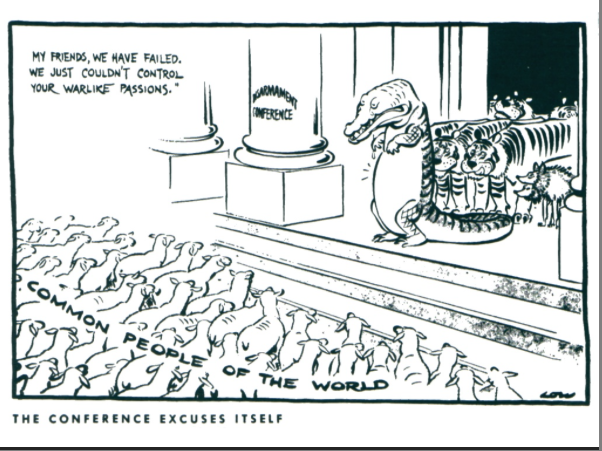 MY FRIENDS, WE HAVE FAILED.
WE JUST COULDN'T CONTROL
YOUR WARLIKE PASSIONS."
DISARMAMENT
CONFERENCE
COMMON PEOPLE OF THE WORLD
LOW
THE CONFERENCE EXCUSES ITSELF